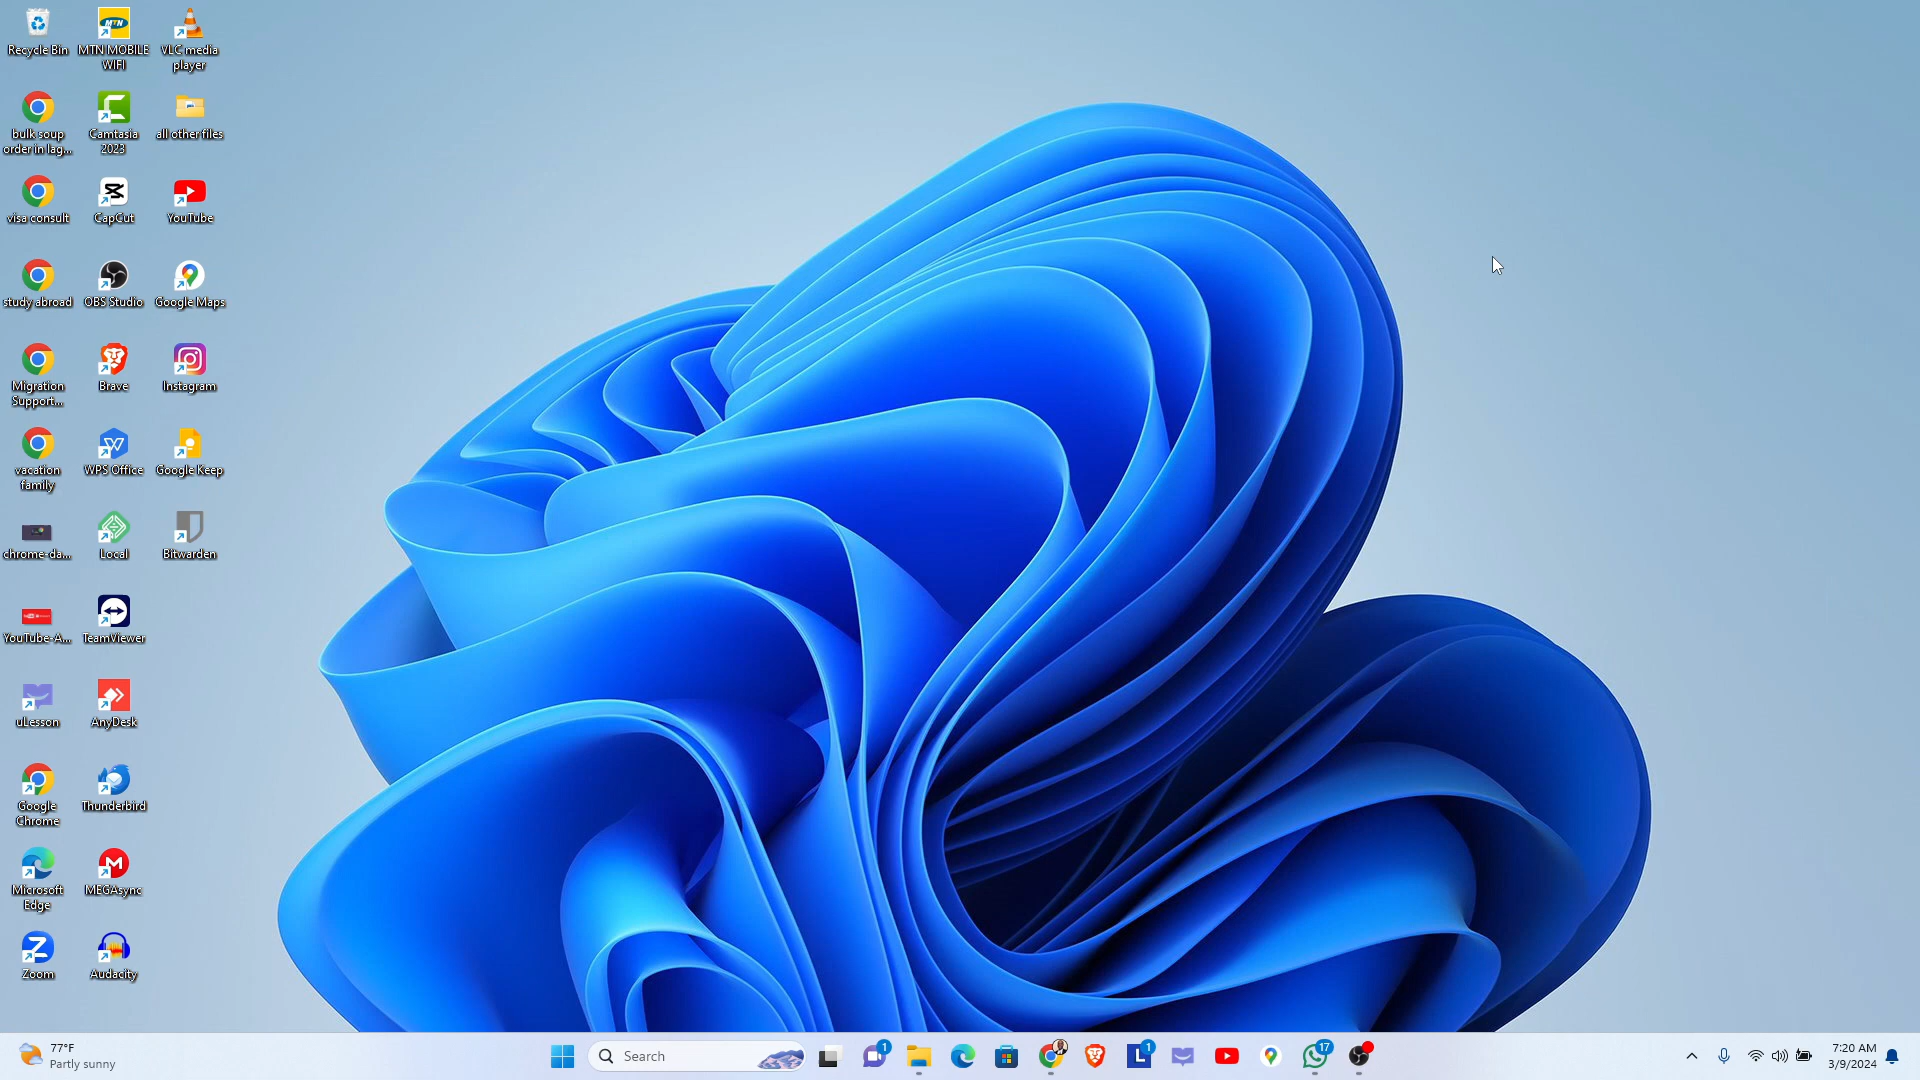 Recycle Bin
MTN MOBILE
WIFI
VLC media
player
bulk soup
order in lag...
Camtasia
2023
all other files
visa consult
CapCut
YouTube
study abroad
OBS Studio
Google Maps
Migration
Support...
Brave
Instagram
vacation
family
WPS Office
Google Keep
chrome-da...
Local
Bitwarden
YouTube-A...
TeamViewer
uLesson
AnyDesk
Google
Chrome
Thunderbird
Microsoft
Edge
MEGAsync
Zoom
Audacity
77°F
Partly sunny
Search
1
L
1
17
7:20 AM
3/9/2024